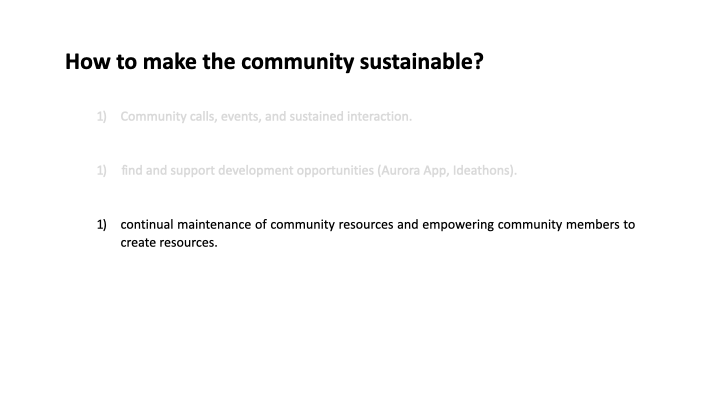 How to make the community sustainable?
1) Community calls, events, and sustained interaction.
1) find and support development opportunities (Aurora App, Ideathons).
1) continual maintenance of community resources and empowering community members to
create resources.